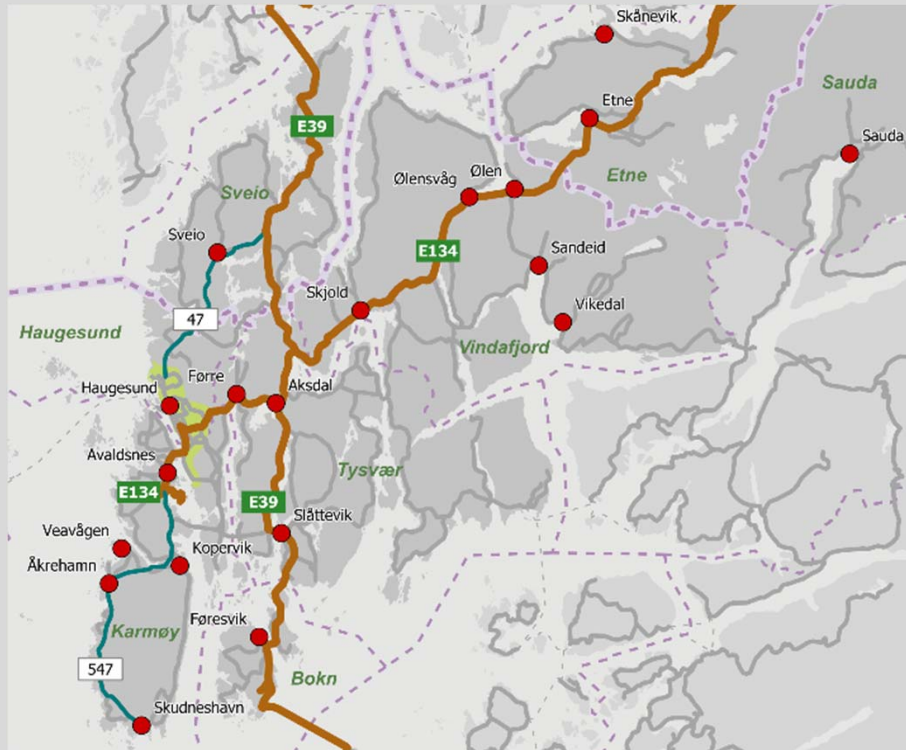 Skånevik
Sauda
Etne
E39
Sauda
Ølen
Ølensvåg
Etne
Sveio
Sveio
E134
Sandeid
Skjold
47
Vikedal
Haugesund
Vindafjord
Førre
Haugesund
Aksdal
Avaldsnes
Tysvær
E134
E39
Slåttevik
Veavågen
Kopervik
Åkrehamn
Føresvik
Karmøy
547
Bokn
Skudneshavn